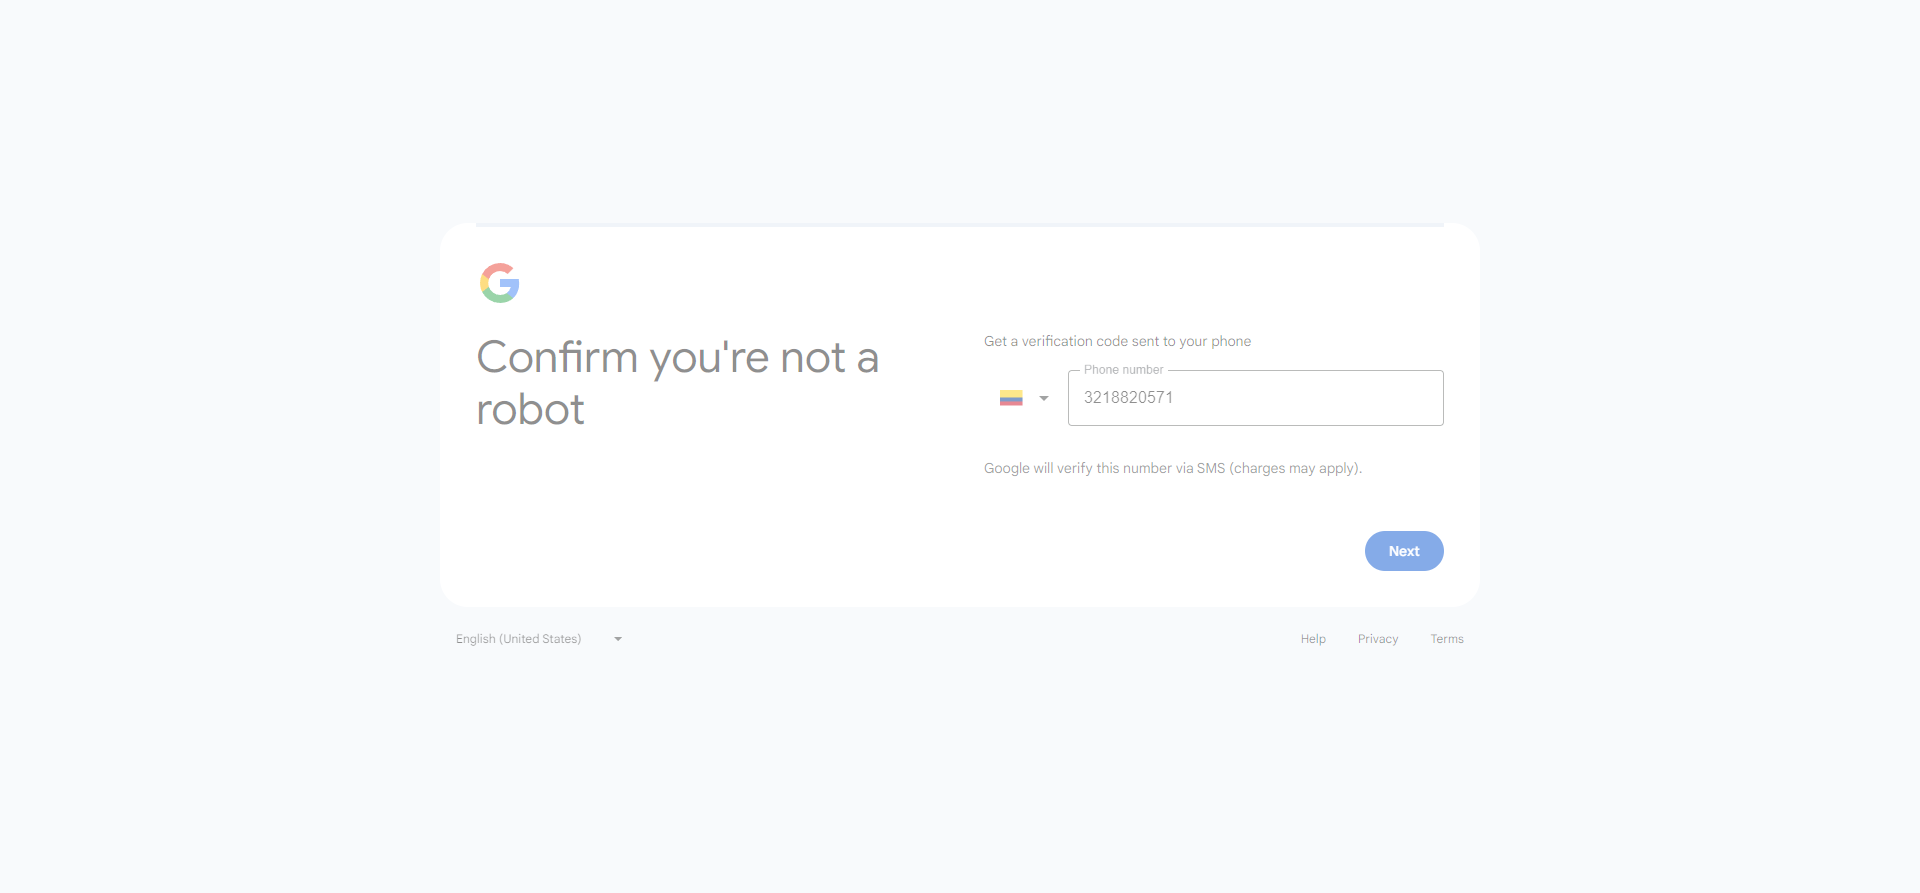 Confirm you're not a
robot
Get a verification code sent to your phone
Phone number
3218820571
Google will verify this number via SMS (charges may apply).
Next
English (United States)
Help Privacy Terms